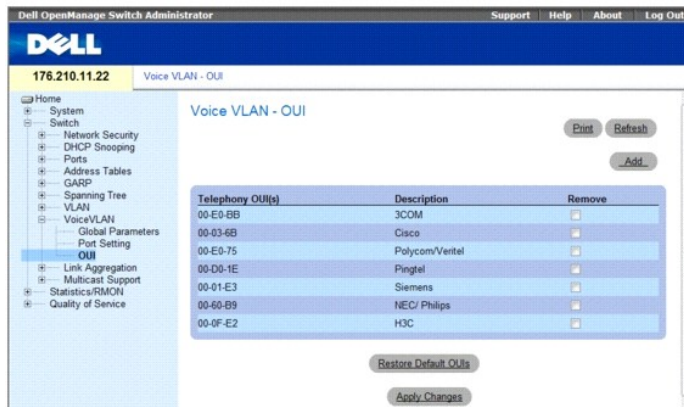 Dell OpenManage Switch Administrator
Support Help About Log Out
DELL
176.210.11.22
Voice VLAN - OUI
Home
System
Switch
Network Security
DHCP Snooping
Ports
Address Tables
GARP
Spanning Tree
VLAN
VoiceVLAN
Global Parameters
Port Setting
OUI
Link Aggregation
Multicast Support
Statistics/RMON
Quality of Service
Voice VLAN - OUI
Print Refresh
Add
Telephony OUI(s) Description Remove
00-E0-BB 3COM
00-03-6B Cisco
00-E0-75 Polycom/Veritel
00-D0-1E Pingtel
00-01-E3 Siemens
00-60-B9 NEC/ Philips
00-0F-E2 H3C
Restore Default OUIs
Apply Changes